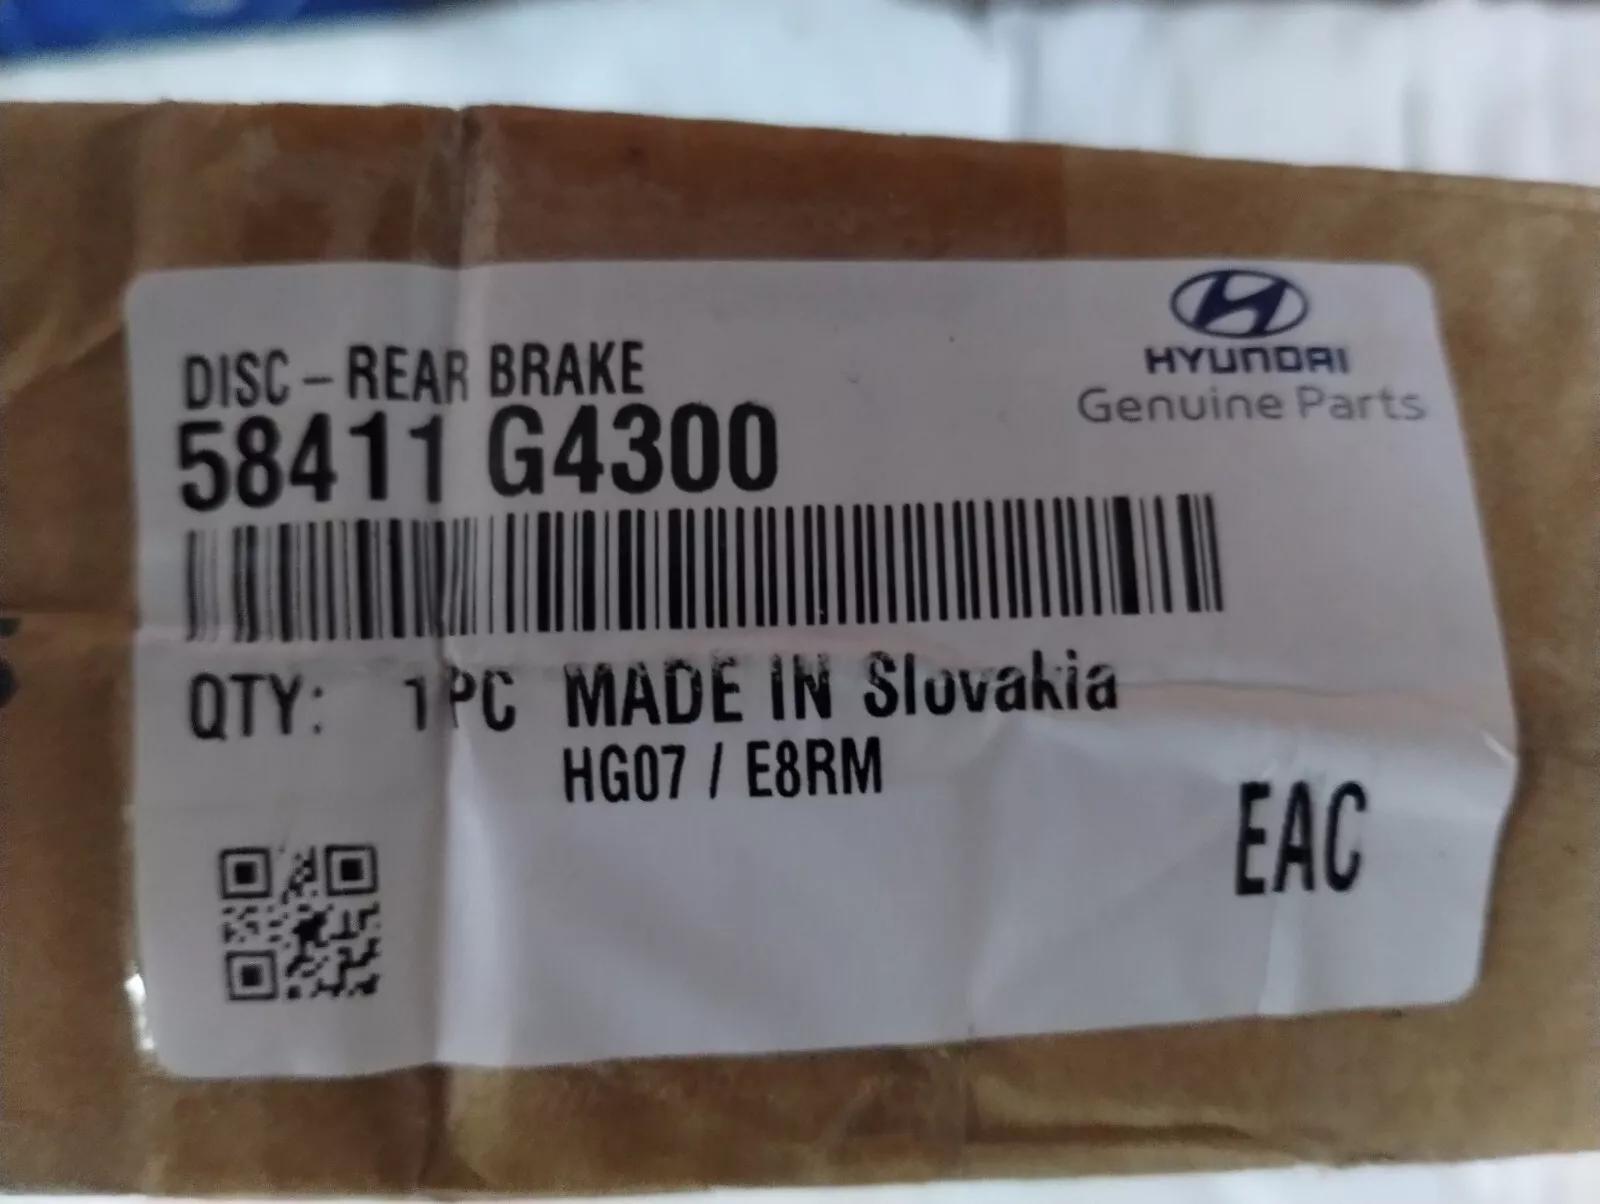 HYUNDAI
Genuine Parts
DISC – REAR BRAKE
58411 G4300
QTY: 1 PC MADE IN Slovakia
HG07 / E8RM
EAC